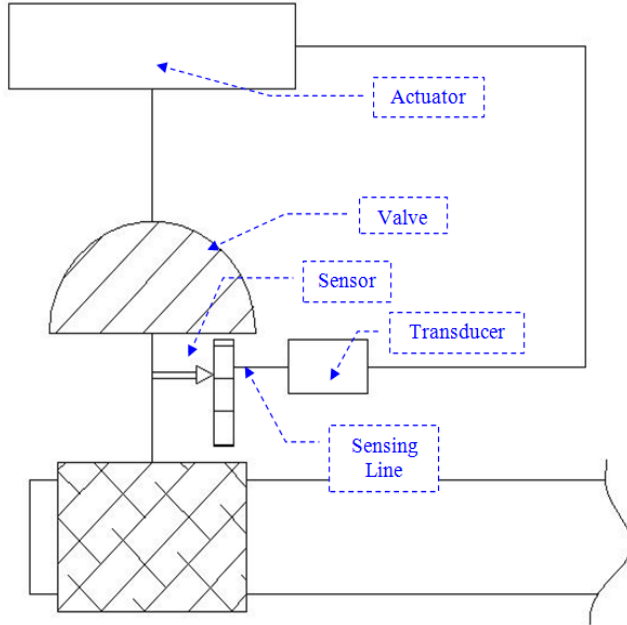 Actuator
Valve
Sensor
Transducer
Sensing
Line